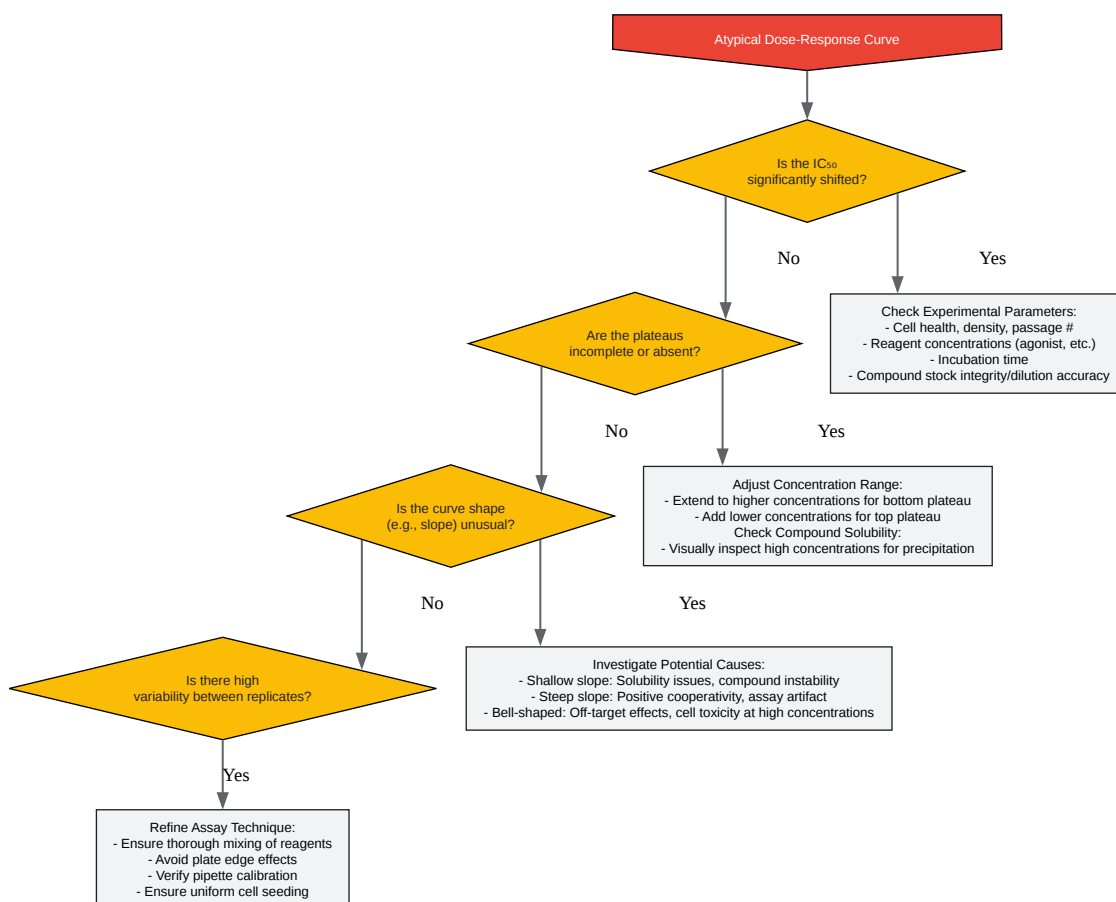 Atypical Dose-Response Curve
Is the IC₅₀
significantly shifted?
No
Yes
Check Experimental Parameters:
- Cell health, density, passage #
- Reagent concentrations (agonist, etc.)
- Incubation time
- Compound stock integrity/dilution accuracy
Are the plateaus
incomplete or absent?
No
Yes
Adjust Concentration Range:
- Extend to higher concentrations for bottom plateau
- Add lower concentrations for top plateau
Check Compound Solubility:
- Visually inspect high concentrations for precipitation
Is the curve shape
(e.g., slope) unusual?
No
Yes
Investigate Potential Causes:
- Shallow slope: Solubility issues, compound instability
- Steep slope: Positive cooperativity, assay artifact
- Bell-shaped: Off-target effects, cell toxicity at high concentrations
Is there high
variability between replicates?
Yes
Refine Assay Technique:
- Ensure thorough mixing of reagents
- Avoid plate edge effects
- Verify pipette calibration
- Ensure uniform cell seeding